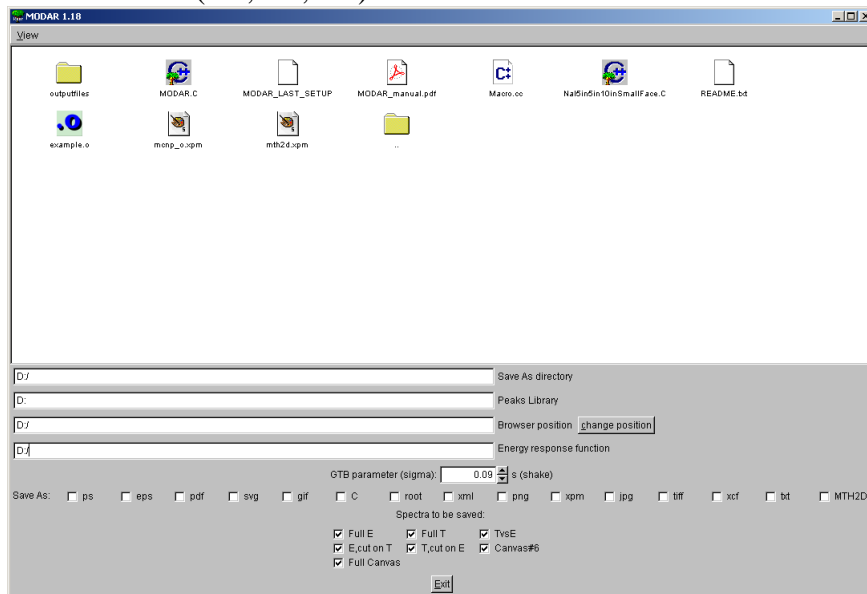 MODAR 1.18
View
outputfiles MODAR.C MODAR_LAST_SETUP MODAR_manual.pdf Macro.cc NaI5in5in10inSmallFace.C README.txt
example.o mcnp_o.xpm mth2d.xpm ..
D:/ Save As directory
D: Peaks Library
D:/ Browser position change position
D:/ Energy response function
GTB parameter (sigma): 0.09 s (shake)
Save As: ps eps pdf svg gif C root xml png xpm jpg tiff xcf txt MTH2D
Spectra to be saved:
Full E Full T TvsE
E,cut on T T,cut on E Canvas#6
Full Canvas
Exit